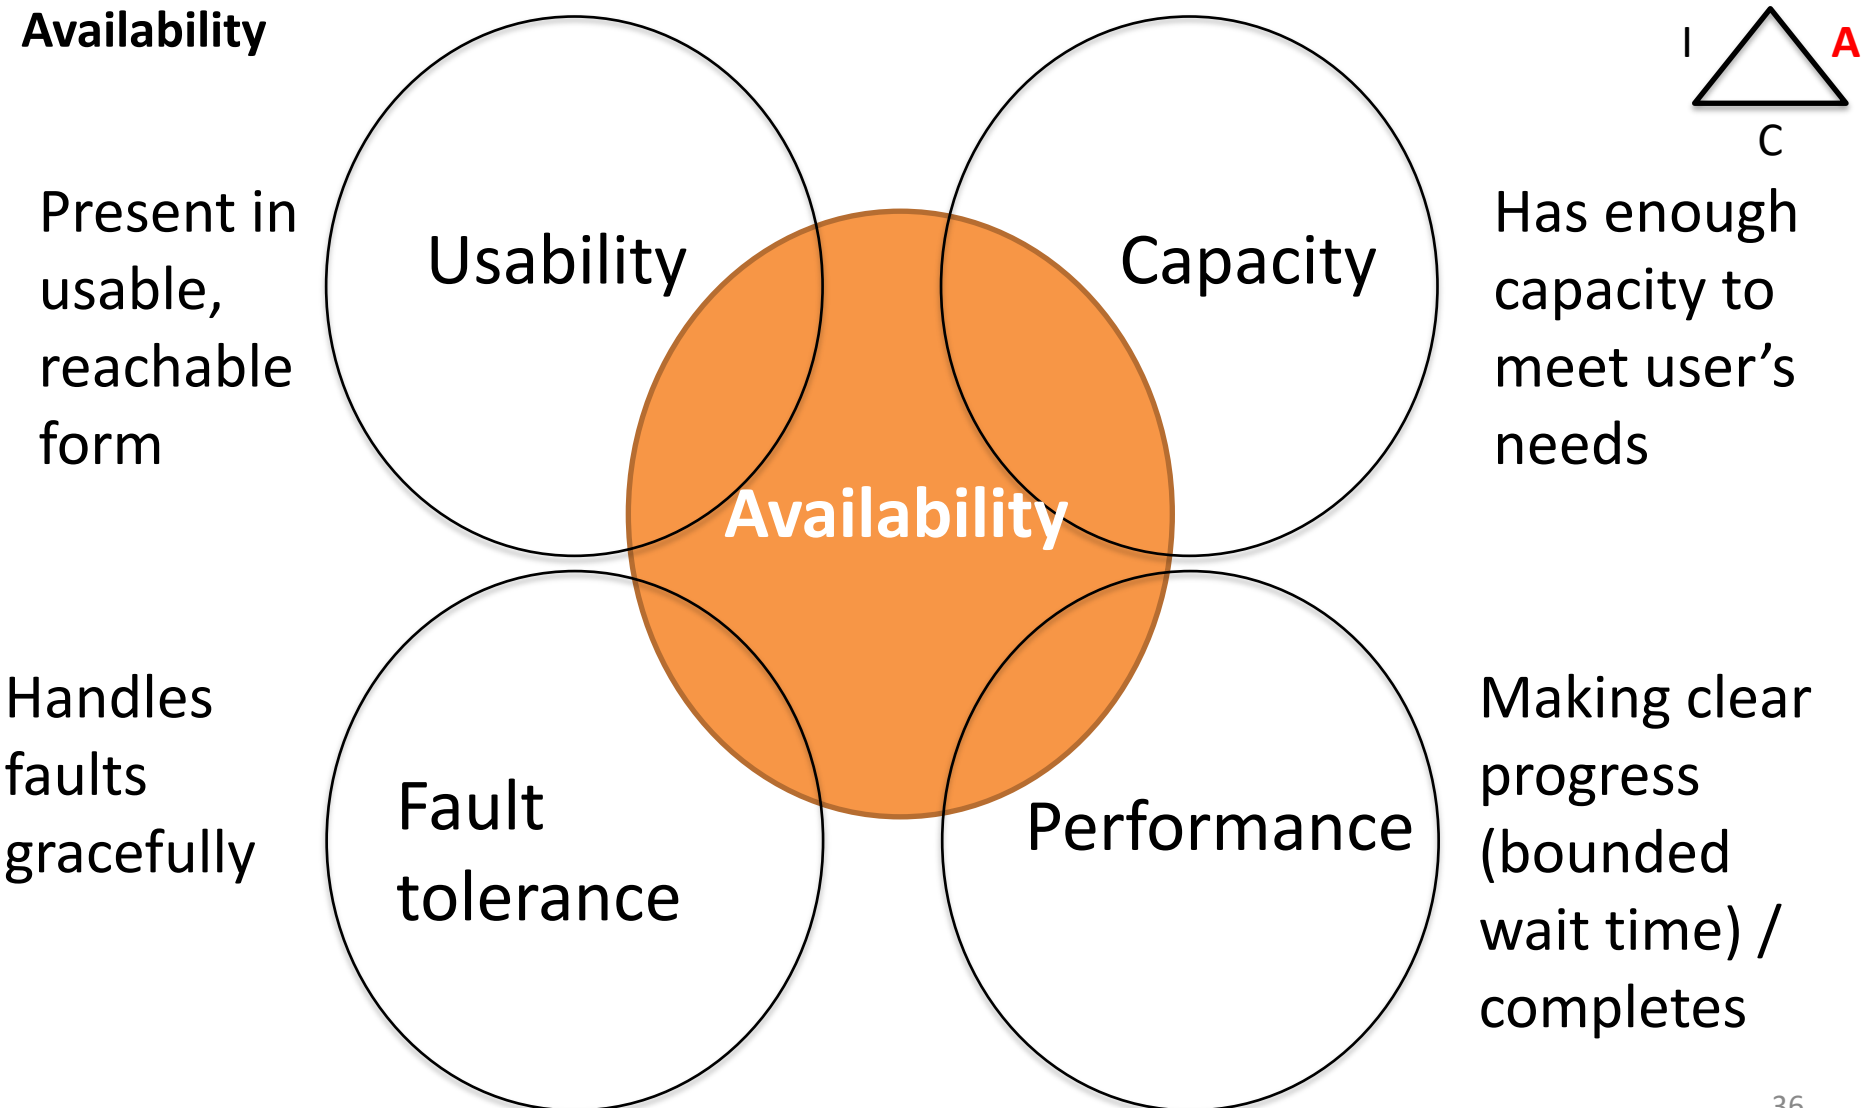 Availability
I
A
C
Present in
usable,
reachable
form
Usability
Capacity
Has enough
capacity to
meet user’s
needs
Availability
Handles
faults
gracefully
Fault
tolerance
Performance
Making clear
progress
(bounded
wait time) /
completes
36